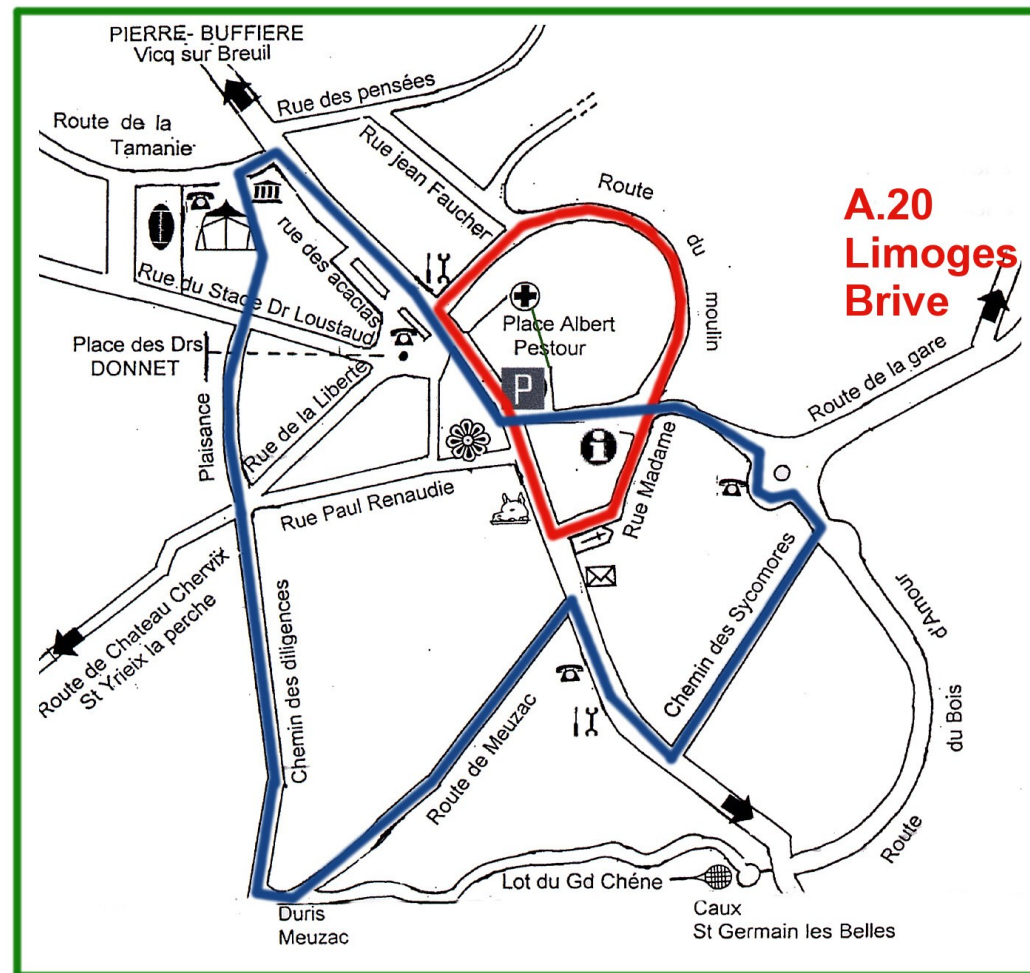 PIERRE- BUFFIERE
Vicq sur Breuil
Rue des pensées
Route de la
Tamanie
Rue jean Faucher
Route
du
moulin
A.20
Limoges
Brive
rue des acacias
Rue du Stade Dr Loustaud
Place Albert
Pestour
Place des Drs
DONNET
P
Route de la gare
Rue de la Liberte
Plaisance
Rue Paul Renaudie
Rue Madame
Route de Chateau Chervix
St Yrieix la perche
Chemin des diligences
Chemin des Sycomores
d'Amour
du Bois
Route
Route de Meuzac
Lot du Gd Chéne
Duris
Meuzac
Caux
St Germain les Belles